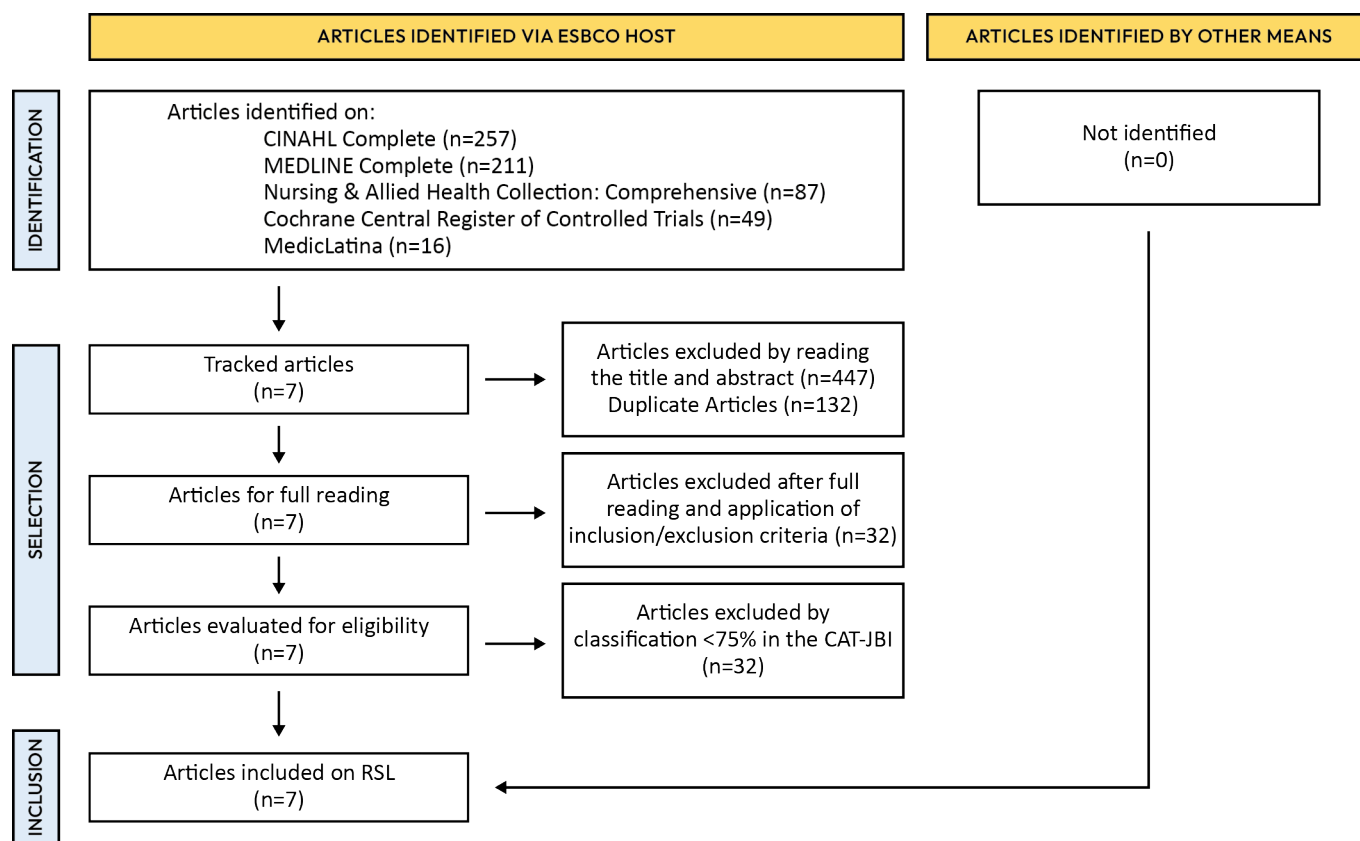 ARTICLES IDENTIFIED VIA ESBCO HOST
ARTICLES IDENTIFIED BY OTHER MEANS
IDENTIFICATION
Articles identified on:
CINAHL Complete (n=257)
MEDLINE Complete (n=211)
Nursing & Allied Health Collection: Comprehensive (n=87)
Cochrane Central Register of Controlled Trials (n=49)
MedicLatina (n=16)
Not identified
(n=0)
SELECTION
Tracked articles
(n=7)
Articles excluded by reading
the title and abstract (n=447)
Duplicate Articles (n=132)
Articles for full reading
(n=7)
Articles excluded after full
reading and application of
inclusion/exclusion criteria (n=32)
Articles evaluated for eligibility
(n=7)
Articles excluded by
classification <75% in the CAT-JBI
(n=32)
INCLUSION
Articles included on RSL
(n=7)